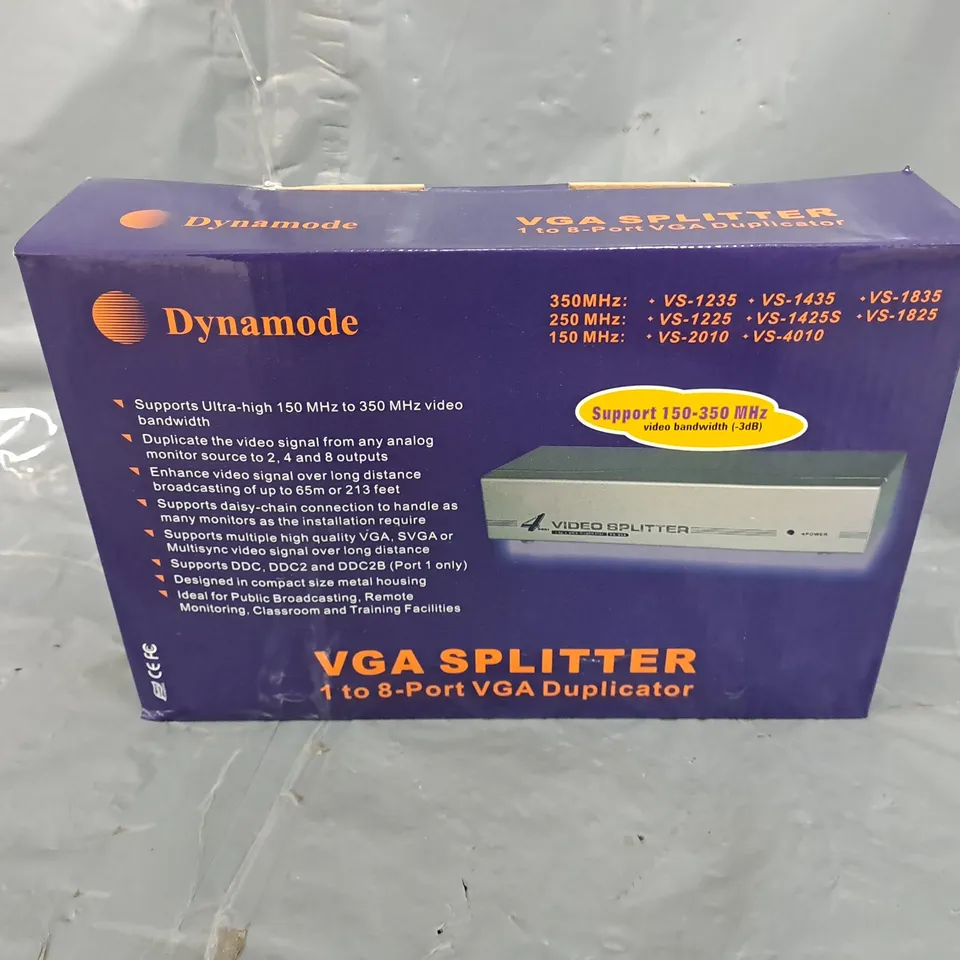 Dynamode
VGA SPLITTER
1 to 8-Port VGA Duplicator
Dynamode
350MHz: VS-1235 VS-1435 VS-1835
250 MHz: VS-1225 VS-1425S VS-1825
150 MHz: VS-2010 VS-4010
Supports Ultra-high 150 MHz to 350 MHz video
bandwidth
Duplicate the video signal from any analog
monitor source to 2, 4 and 8 outputs
Enhance video signal over long distance
broadcasting of up to 65m or 213 feet
Supports daisy-chain connection to handle as
many monitors as the installation require
Supports multiple high quality VGA, SVGA or
Multisync video signal over long distance
Supports DDC, DDC2 and DDC2B (Port 1 only)
Designed in compact size metal housing
Ideal for Public Broadcasting, Remote
Monitoring, Classroom and Training Facilities
Support 150-350 MHz
video bandwidth (-3dB)
4 VIDEO SPLITTER
POWER
CE FC
VGA SPLITTER
1 to 8-Port VGA Duplicator